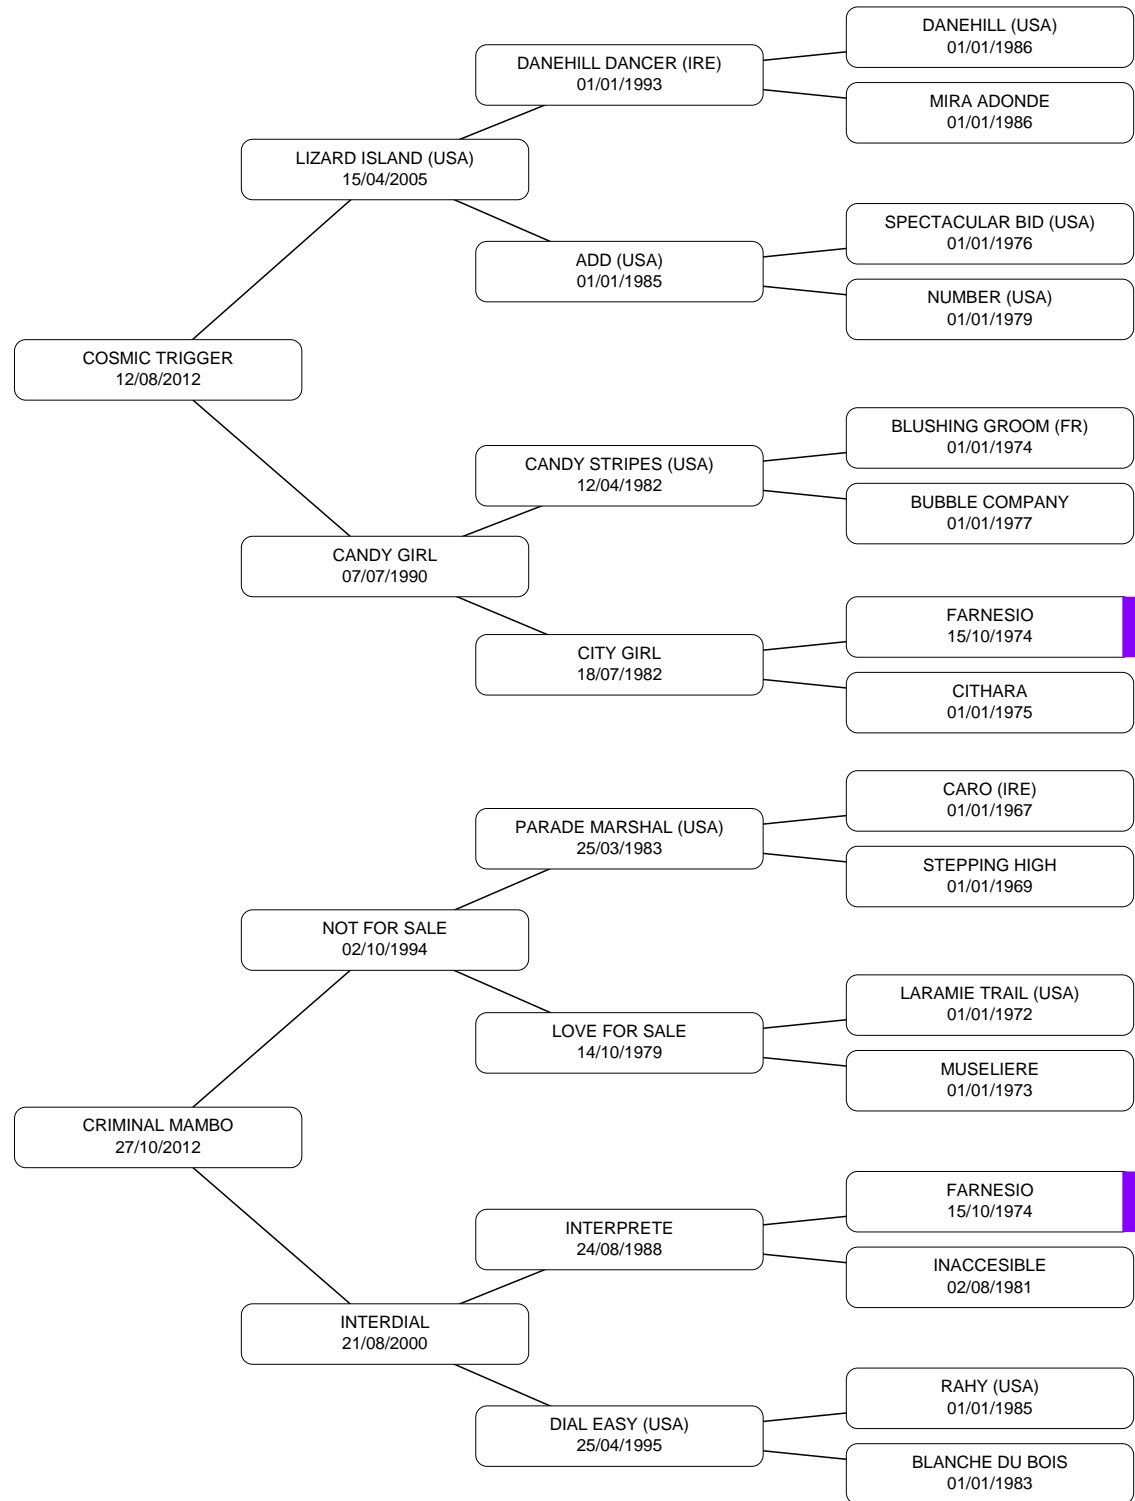 DANEHILL (USA)
01/01/1986
DANEHILL DANCER (IRE)
01/01/1993
MIRA ADONDE
01/01/1986
LIZARD ISLAND (USA)
15/04/2005
SPECTACULAR BID (USA)
01/01/1976
ADD (USA)
01/01/1985
NUMBER (USA)
01/01/1979
COSMIC TRIGGER
12/08/2012
BLUSHING GROOM (FR)
01/01/1974
CANDY STRIPES (USA)
12/04/1982
BUBBLE COMPANY
01/01/1977
CANDY GIRL
07/07/1990
FARNESIO
15/10/1974
CITY GIRL
18/07/1982
CITHARA
01/01/1975
CARO (IRE)
01/01/1967
PARADE MARSHAL (USA)
25/03/1983
STEPPING HIGH
01/01/1969
NOT FOR SALE
02/10/1994
LARAMIE TRAIL (USA)
01/01/1972
LOVE FOR SALE
14/10/1979
MUSELIERE
01/01/1973
CRIMINAL MAMBO
27/10/2012
FARNESIO
15/10/1974
INTERPRETE
24/08/1988
INACCESIBLE
02/08/1981
INTERDIAL
21/08/2000
RAHY (USA)
01/01/1985
DIAL EASY (USA)
25/04/1995
BLANCHE DU BOIS
01/01/1983